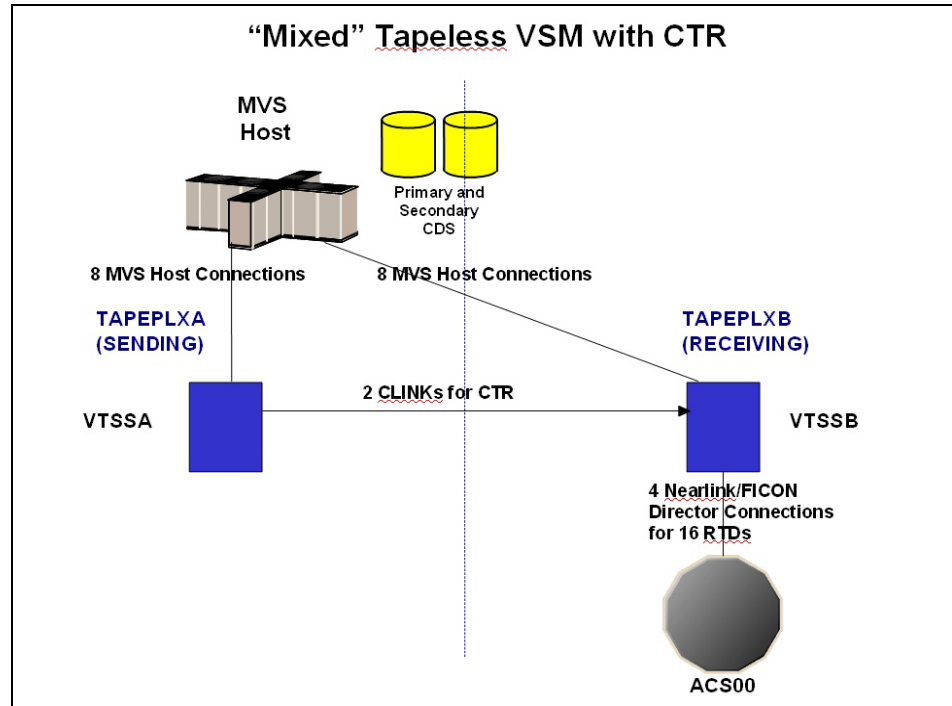 “Mixed” Tapeless VSM with CTR
MVS
Host
Primary and
Secondary
CDS
8 MVS Host Connections
8 MVS Host Connections
TAPEPLXA
(SENDING)
TAPEPLXB
(RECEIVING)
2 CLINKs for CTR
VTSSA
VTSSB
4 Nearlink/FICON
Director Connections
for 16 RTDs
ACS00